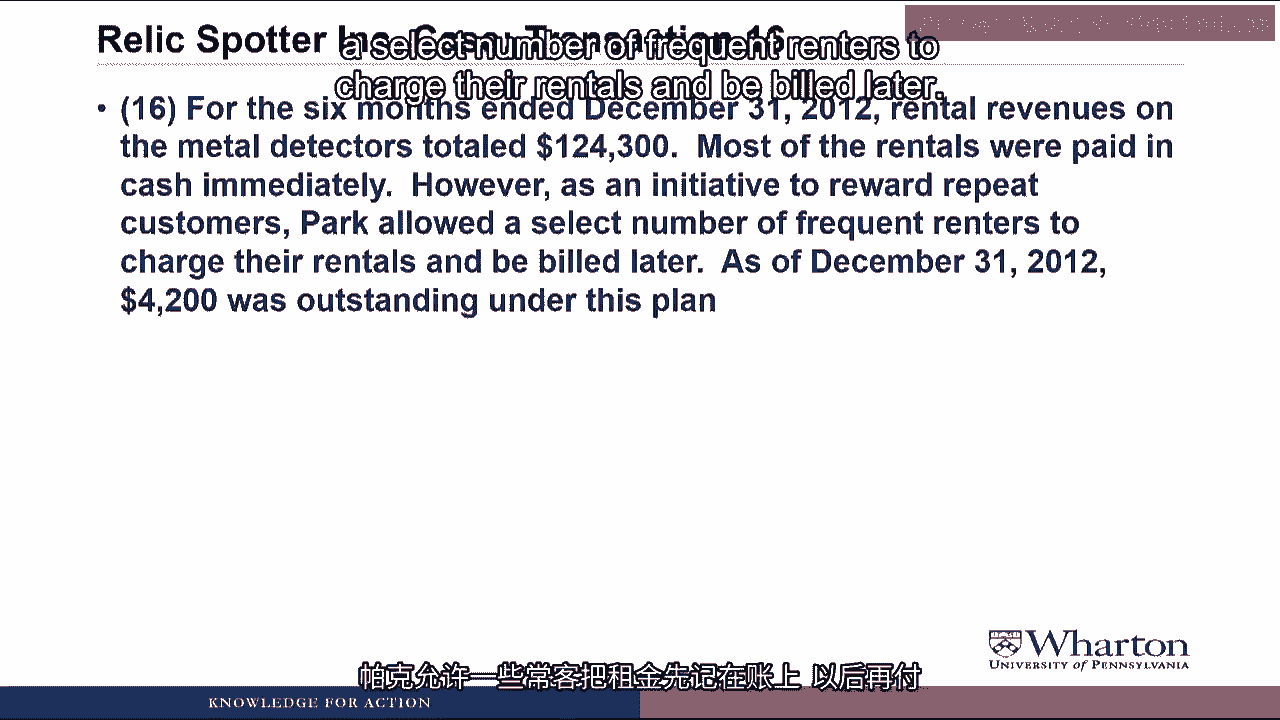 Relic Spotter Inc. Case: Transaction 16
a select number of frequent renters to
charge their rentals and be billed later.
• (16) For the six months ended December 31, 2012, rental revenues on
the metal detectors totaled $124,300. Most of the rentals were paid in
cash immediately. However, as an initiative to reward repeat
customers, Park allowed a select number of frequent renters to
charge their rentals and be billed later. As of December 31, 2012,
$4,200 was outstanding under this plan
Wharton
UNIVERSITY of PENNSYLVANIA
帕克允许一些常客把租金先记在账上 以后再付
KNOWLEDGE FOR ACTION